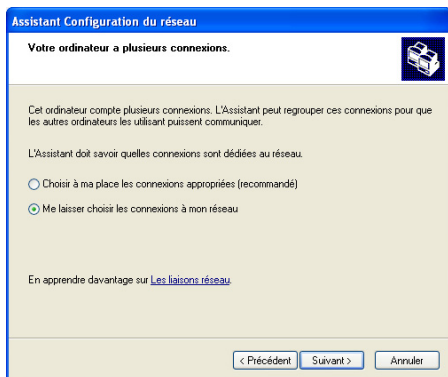 Assistant Configuration du réseau
Votre ordinateur a plusieurs connexions.
Cet ordinateur compte plusieurs connexions. L'Assistant peut regrouper ces connexions pour que
les autres ordinateurs les utilisant puissent communiquer.
L'Assistant doit savoir quelles connexions sont dédiées au réseau.
Choisir à ma place les connexions appropriées (recommandé)
Me laisser choisir les connexions à mon réseau
En apprendre davantage sur Les liaisons réseau.
< Précédent Suivant > Annuler